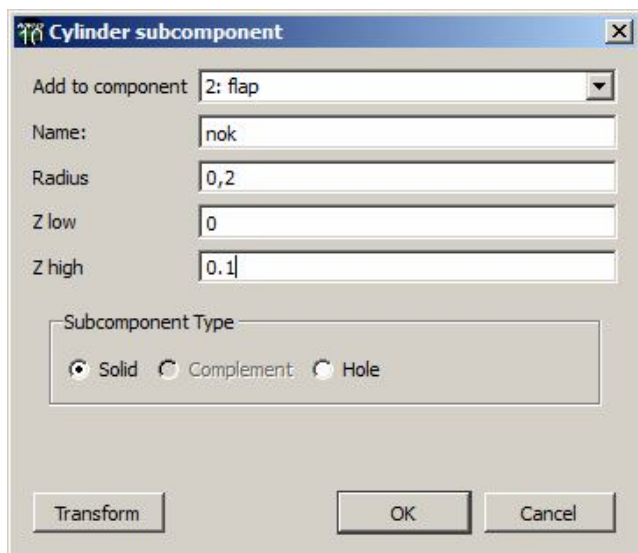 Cylinder subcomponent
Add to component 2: flap
Name: nok
Radius 0,2
Z low 0
Z high 0.1
Subcomponent Type
Solid Complement Hole
Transform OK Cancel